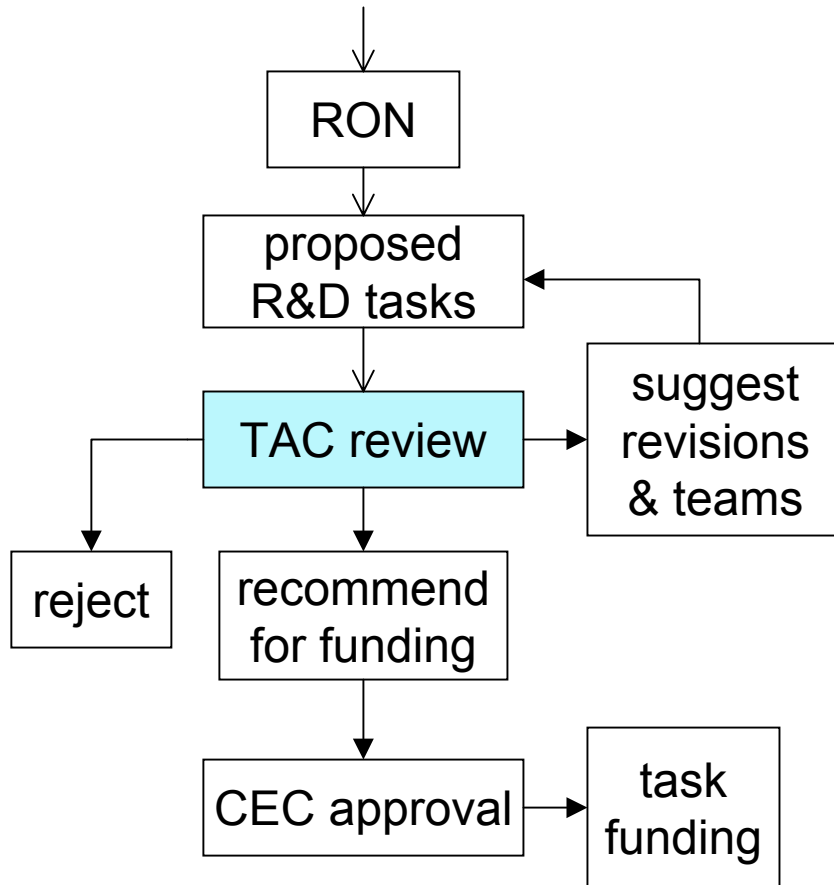 RON
proposed
R&D tasks
TAC review
suggest
revisions
& teams
reject
recommend
for funding
CEC approval
task
funding